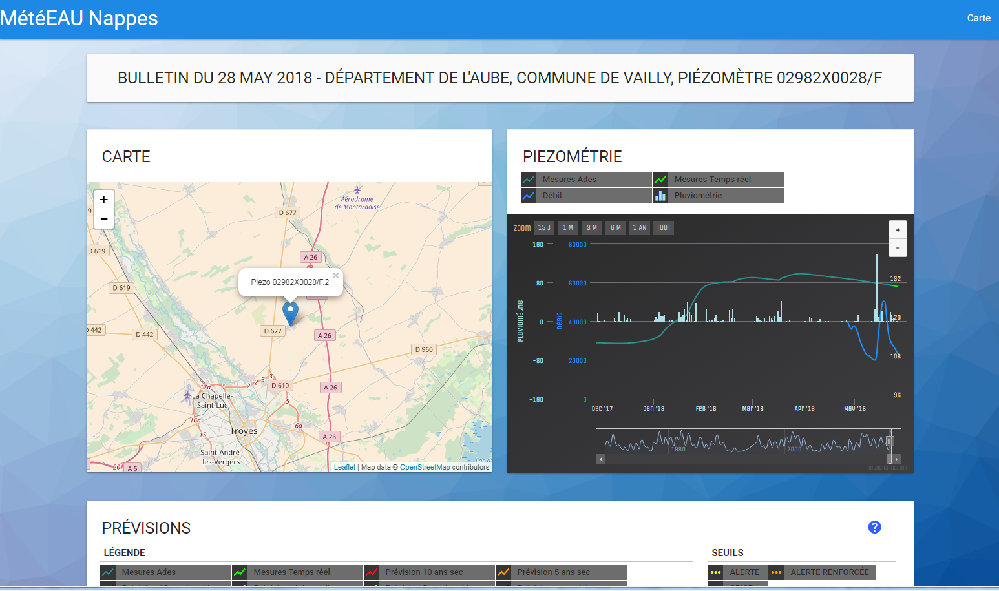 MétéEAU Nappes
Carte
BULLETIN DU 28 MAY 2018 - DÉPARTEMENT DE L'AUBE, COMMUNE DE VAILLY, PIÉZOMÈTRE 02982X0028/F
CARTE
+
−
Aérodrome
de Montardoise
D 677
9
D 619
A 26
Piezo 02982X0028/F.2
×
D 619
D 442
D 442
D 677
A 26
D 960
17a
1
2
2
3
3
D 610
A 26
La Chapelle-
Saint-Luc
5
16a
15
Troyes
6a
A 26
Saint-André-
les-Vergers
20
A 5
Leaflet | Map data © OpenStreetMap contributors
PIEZOMÉTRIE
Mesures Ades
Mesures Temps réel
Débit
Pluviométrie
zoom
15 J
1 M
3 M
6 M
1 AN
TOUT
+
-
160
80000
80
60000
132
0
40000
120
-80
20000
108
-160
0
96
Pluviométrie
Débit
Dec '17
Jan '18
Feb '18
Mar '18
Apr '18
May '18
1980
2000
Highcharts.com
PRÉVISIONS
?
LÉGENDE
SEUILS
Mesures Ades
Mesures Temps réel
Prévision 10 ans sec
Prévision 5 ans sec
ALERTE
ALERTE RENFORCÉE